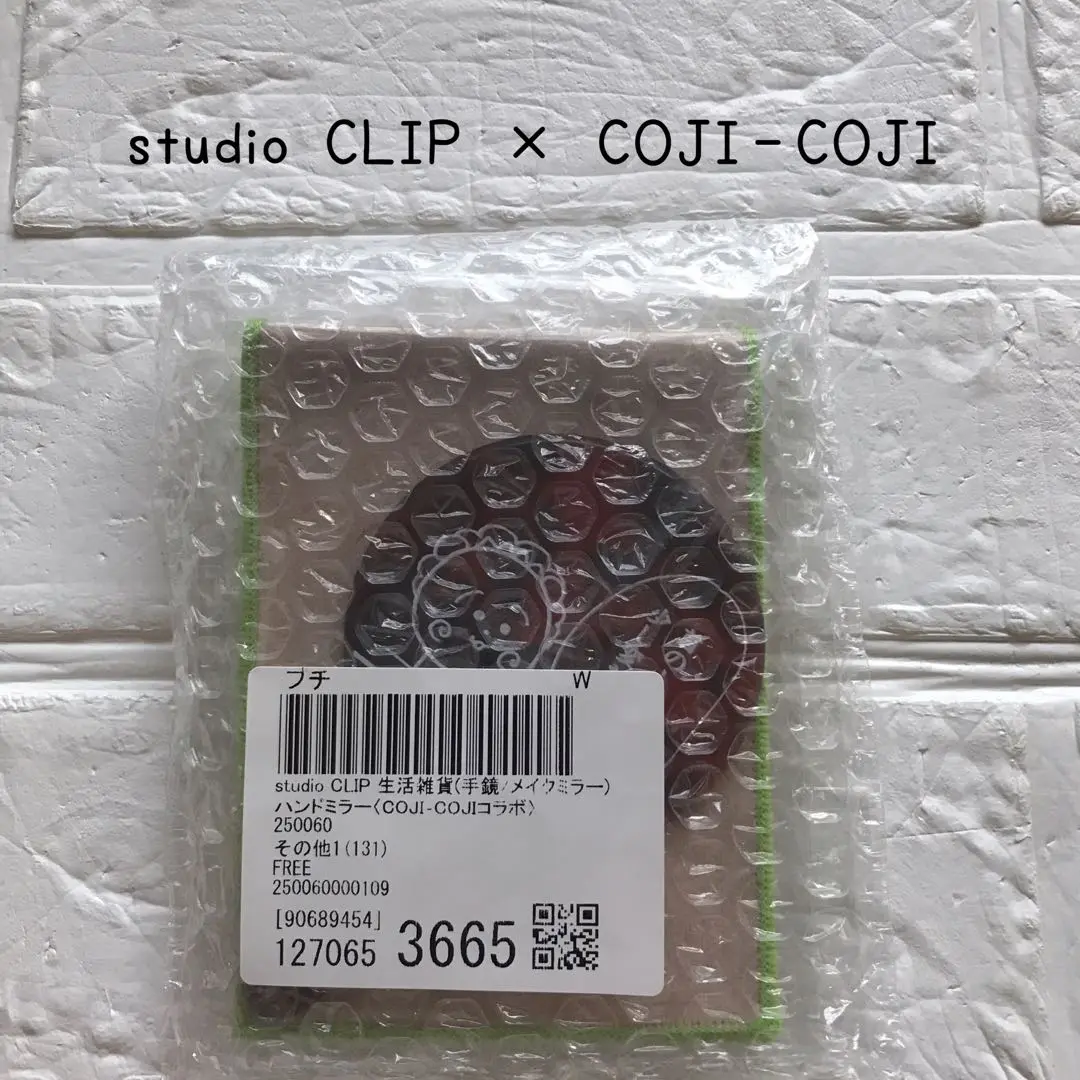 studio CLIP × COJI-COJI
プチ W
studio CLIP 生活雑貨(手鏡/メイクミラー)
ハンドミラー〈COJI-COJIコラボ〉
250060
その他1(131)
FREE
250060000109
[90689454]
127065 3665